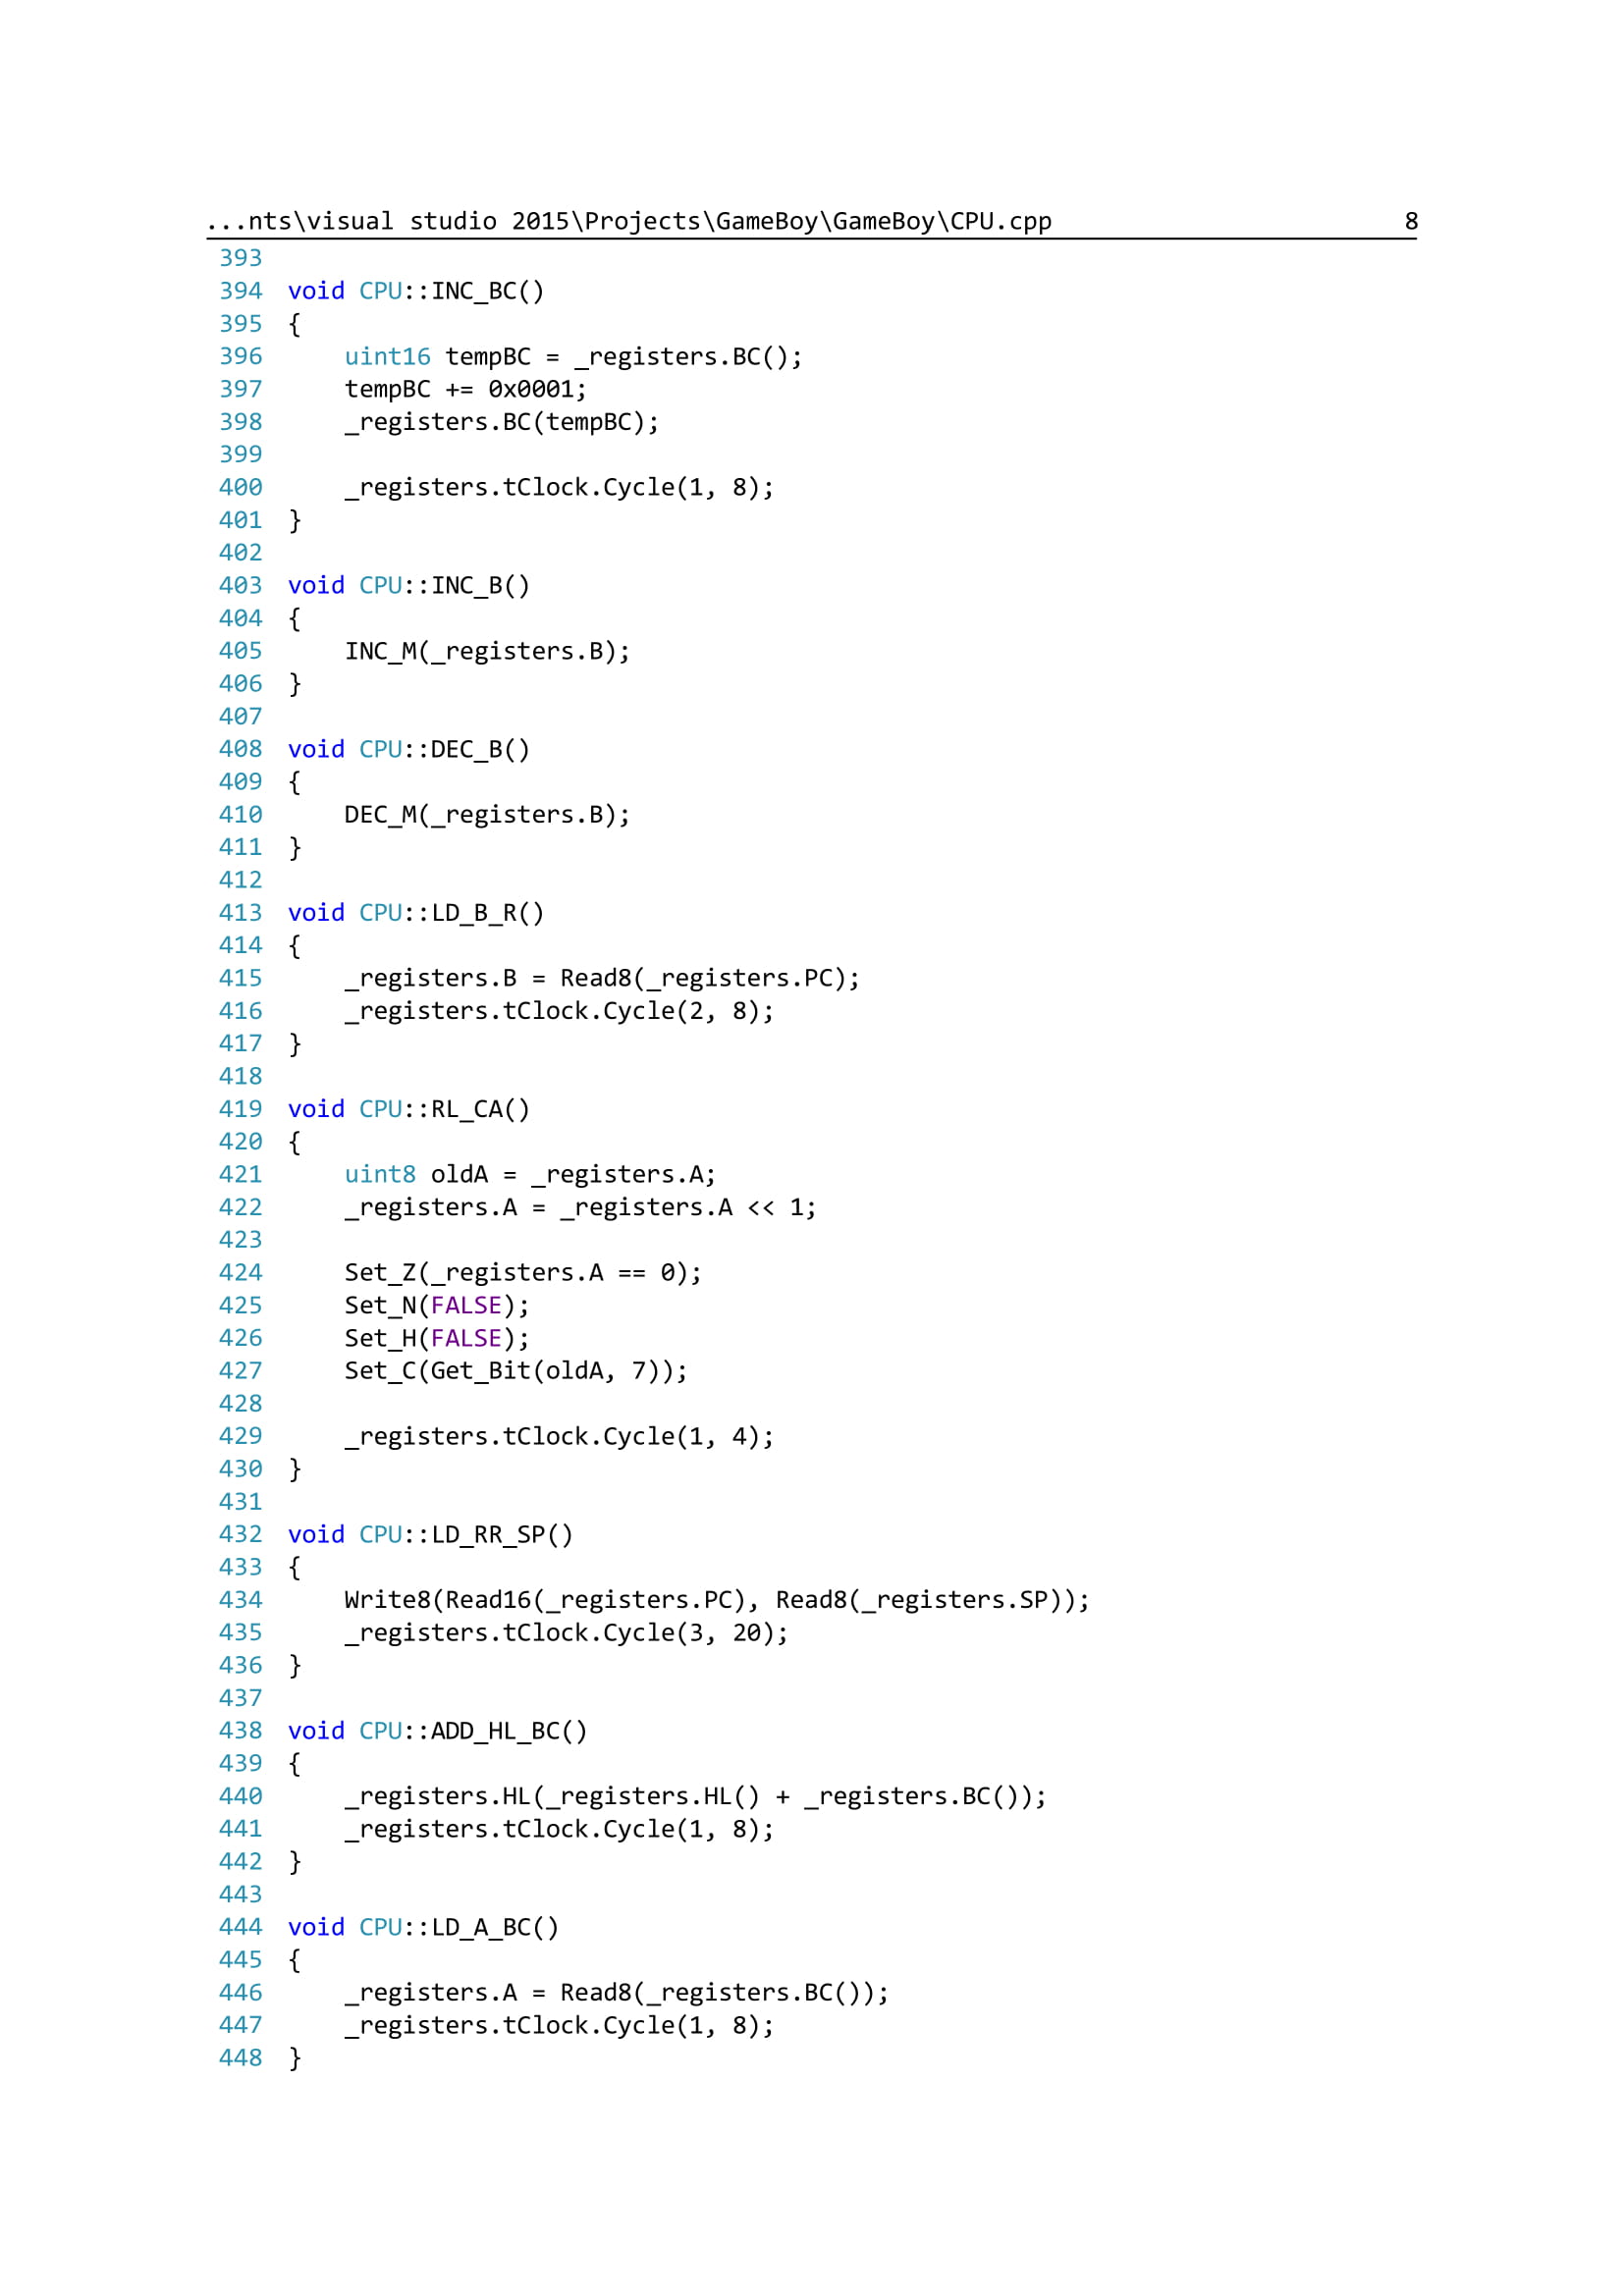 ...nts\visual studio 2015\Projects\GameBoy\GameBoy\CPU.cpp 8
393
394 void CPU::INC_BC()
395 {
396     uint16 tempBC = _registers.BC();
397     tempBC += 0x0001;
398     _registers.BC(tempBC);
399
400     _registers.tClock.Cycle(1, 8);
401 }
402
403 void CPU::INC_B()
404 {
405     INC_M(_registers.B);
406 }
407
408 void CPU::DEC_B()
409 {
410     DEC_M(_registers.B);
411 }
412
413 void CPU::LD_B_R()
414 {
415     _registers.B = Read8(_registers.PC);
416     _registers.tClock.Cycle(2, 8);
417 }
418
419 void CPU::RL_CA()
420 {
421     uint8 oldA = _registers.A;
422     _registers.A = _registers.A << 1;
423
424     Set_Z(_registers.A == 0);
425     Set_N(FALSE);
426     Set_H(FALSE);
427     Set_C(Get_Bit(oldA, 7));
428
429     _registers.tClock.Cycle(1, 4);
430 }
431
432 void CPU::LD_RR_SP()
433 {
434     Write8(Read16(_registers.PC), Read8(_registers.SP));
435     _registers.tClock.Cycle(3, 20);
436 }
437
438 void CPU::ADD_HL_BC()
439 {
440     _registers.HL(_registers.HL() + _registers.BC());
441     _registers.tClock.Cycle(1, 8);
442 }
443
444 void CPU::LD_A_BC()
445 {
446     _registers.A = Read8(_registers.BC());
447     _registers.tClock.Cycle(1, 8);
448 }